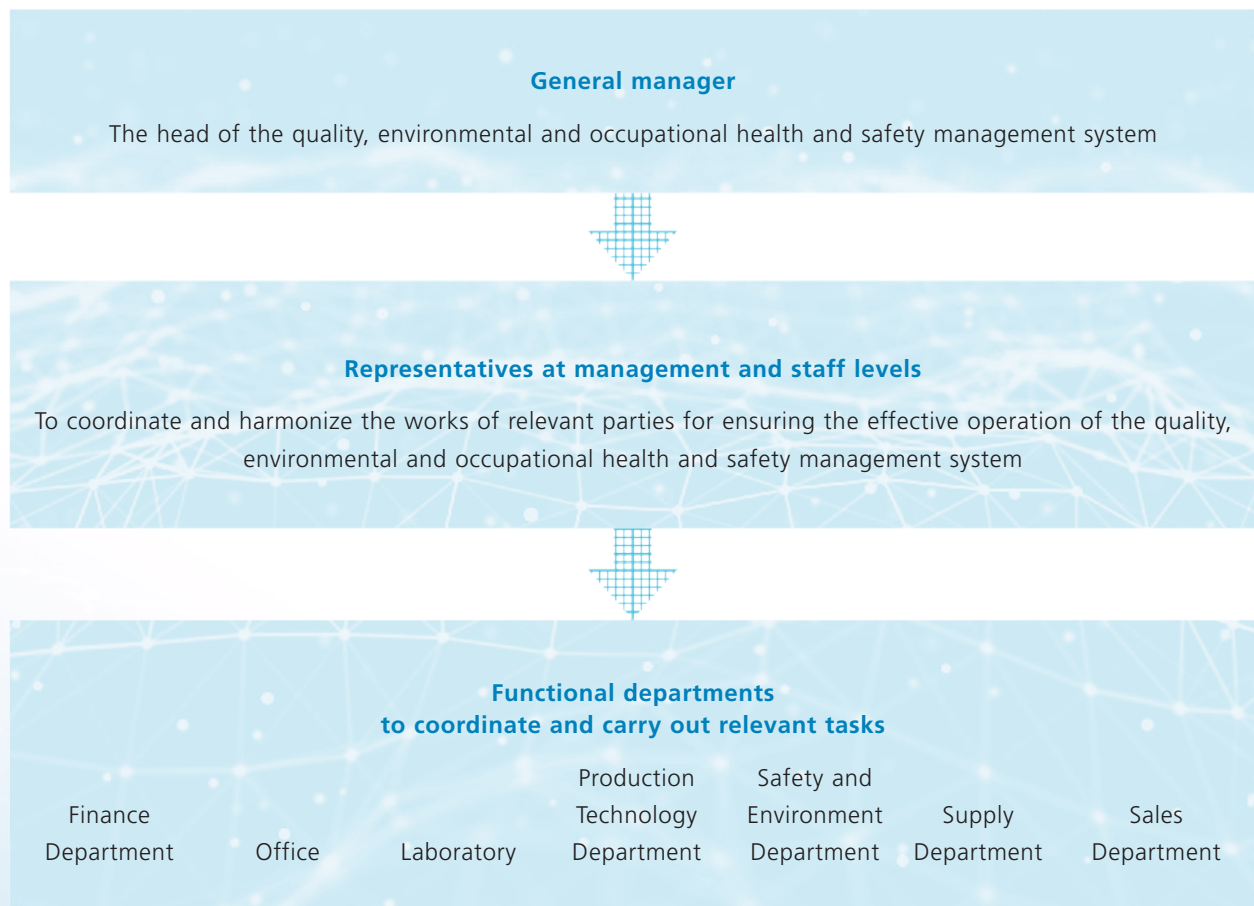 General manager
The head of the quality, environmental and occupational health and safety management system
Representatives at management and staff levels
To coordinate and harmonize the works of relevant parties for ensuring the effective operation of the quality,
environmental and occupational health and safety management system
Functional departments
to coordinate and carry out relevant tasks
Finance
Department
Office
Laboratory
Production
Technology
Department
Safety and
Environment
Department
Supply
Department
Sales
Department